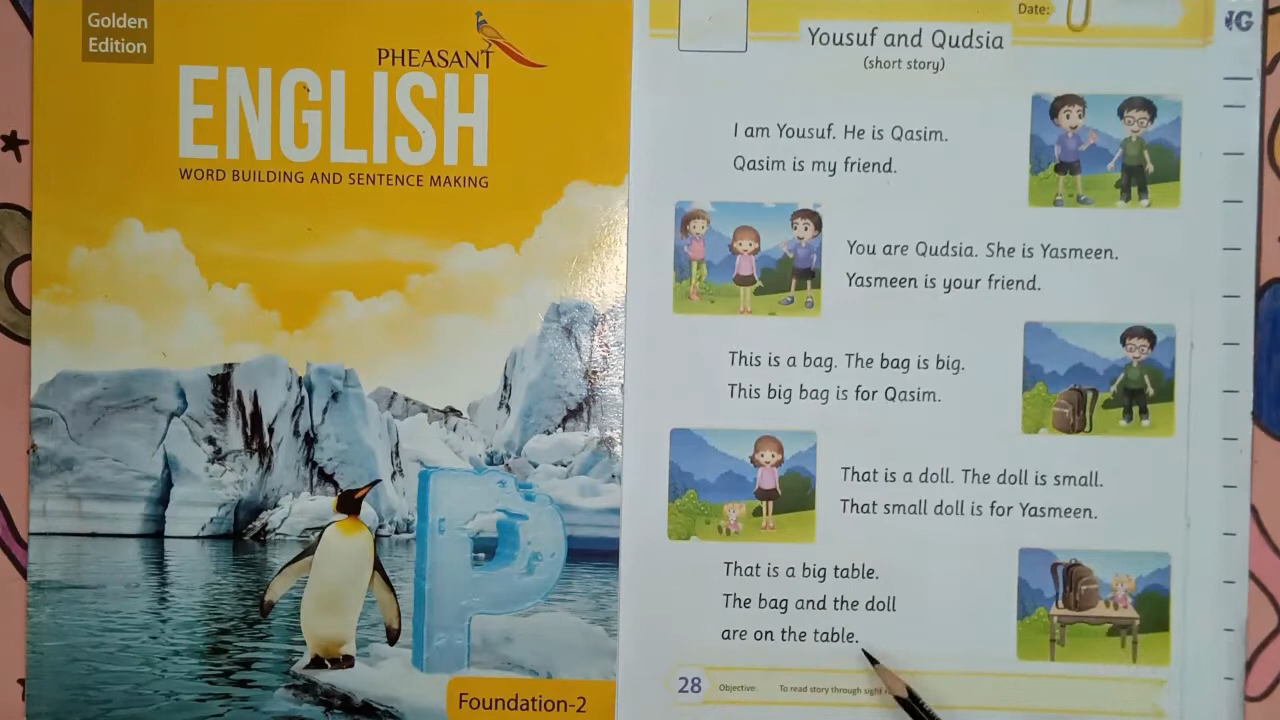 Golden
Edition
PHEASANT
ENGLISH
WORD BUILDING AND SENTENCE MAKING
P
Foundation-2
Date:
Yousuf and Qudsia
(short story)
I am Yousuf. He is Qasim.
Qasim is my friend.
You are Qudsia. She is Yasmeen.
Yasmeen is your friend.
This is a bag. The bag is big.
This big bag is for Qasim.
That is a doll. The doll is small.
That small doll is for Yasmeen.
That is a big table.
The bag and the doll
are on the table.
28
Objective:
To read story through sight